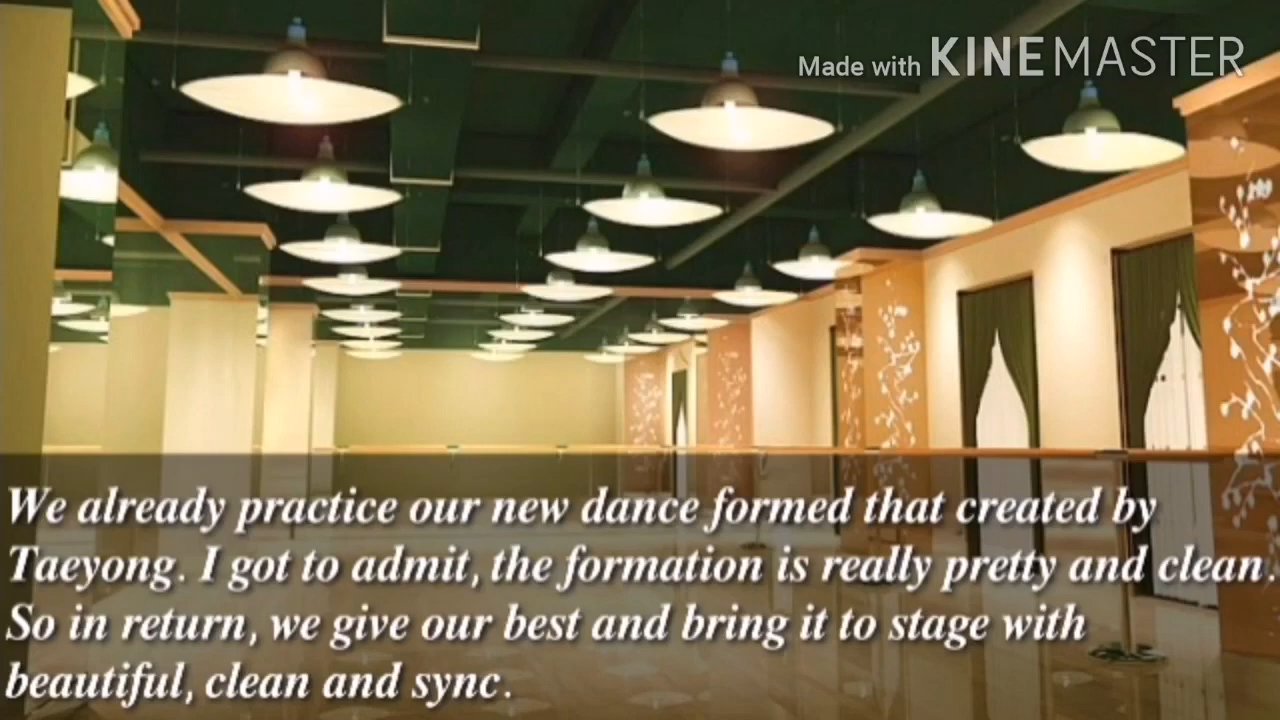 Made with KINEMASTER
We already practice our new dance formed that created by
Taeyong. I got to admit, the formation is really pretty and clean.
So in return, we give our best and bring it to stage with
beautiful, clean and sync.